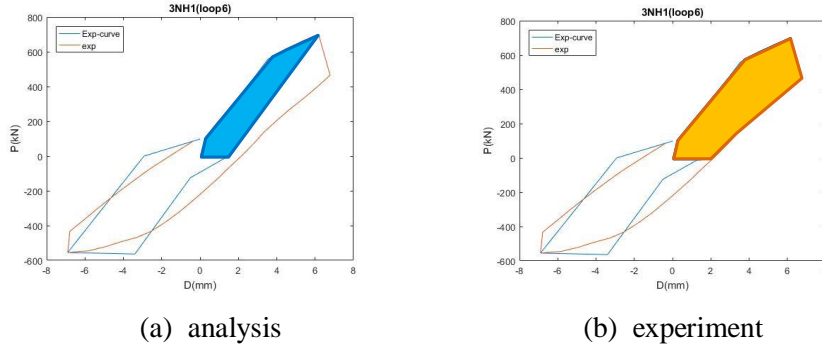 3NH1(loop6)
800
600
400
200
0
-200
-400
-600
P(kN)
Exp-curve
exp
-8 -6 -4 -2 0 2 4 6 8
D(mm)
(a) analysis
3NH1(loop6)
800
600
400
200
0
-200
-400
-600
P(kN)
Exp-curve
exp
-8 -6 -4 -2 0 2 4 6
D(mm)
(b) experiment